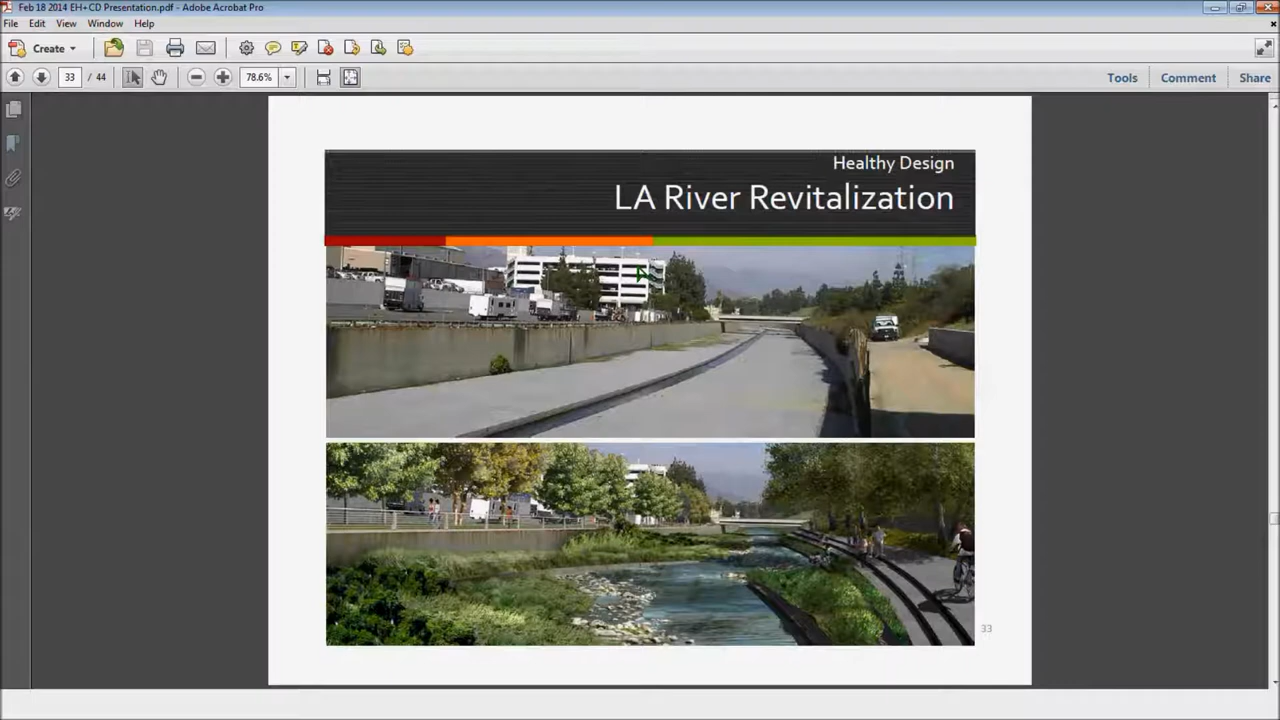 Feb 18 2014 EH+CD Presentation.pdf - Adobe Acrobat Pro
File Edit View Window Help
Create
33 / 44 78.6% Tools Comment Share
Healthy Design
LA River Revitalization
33